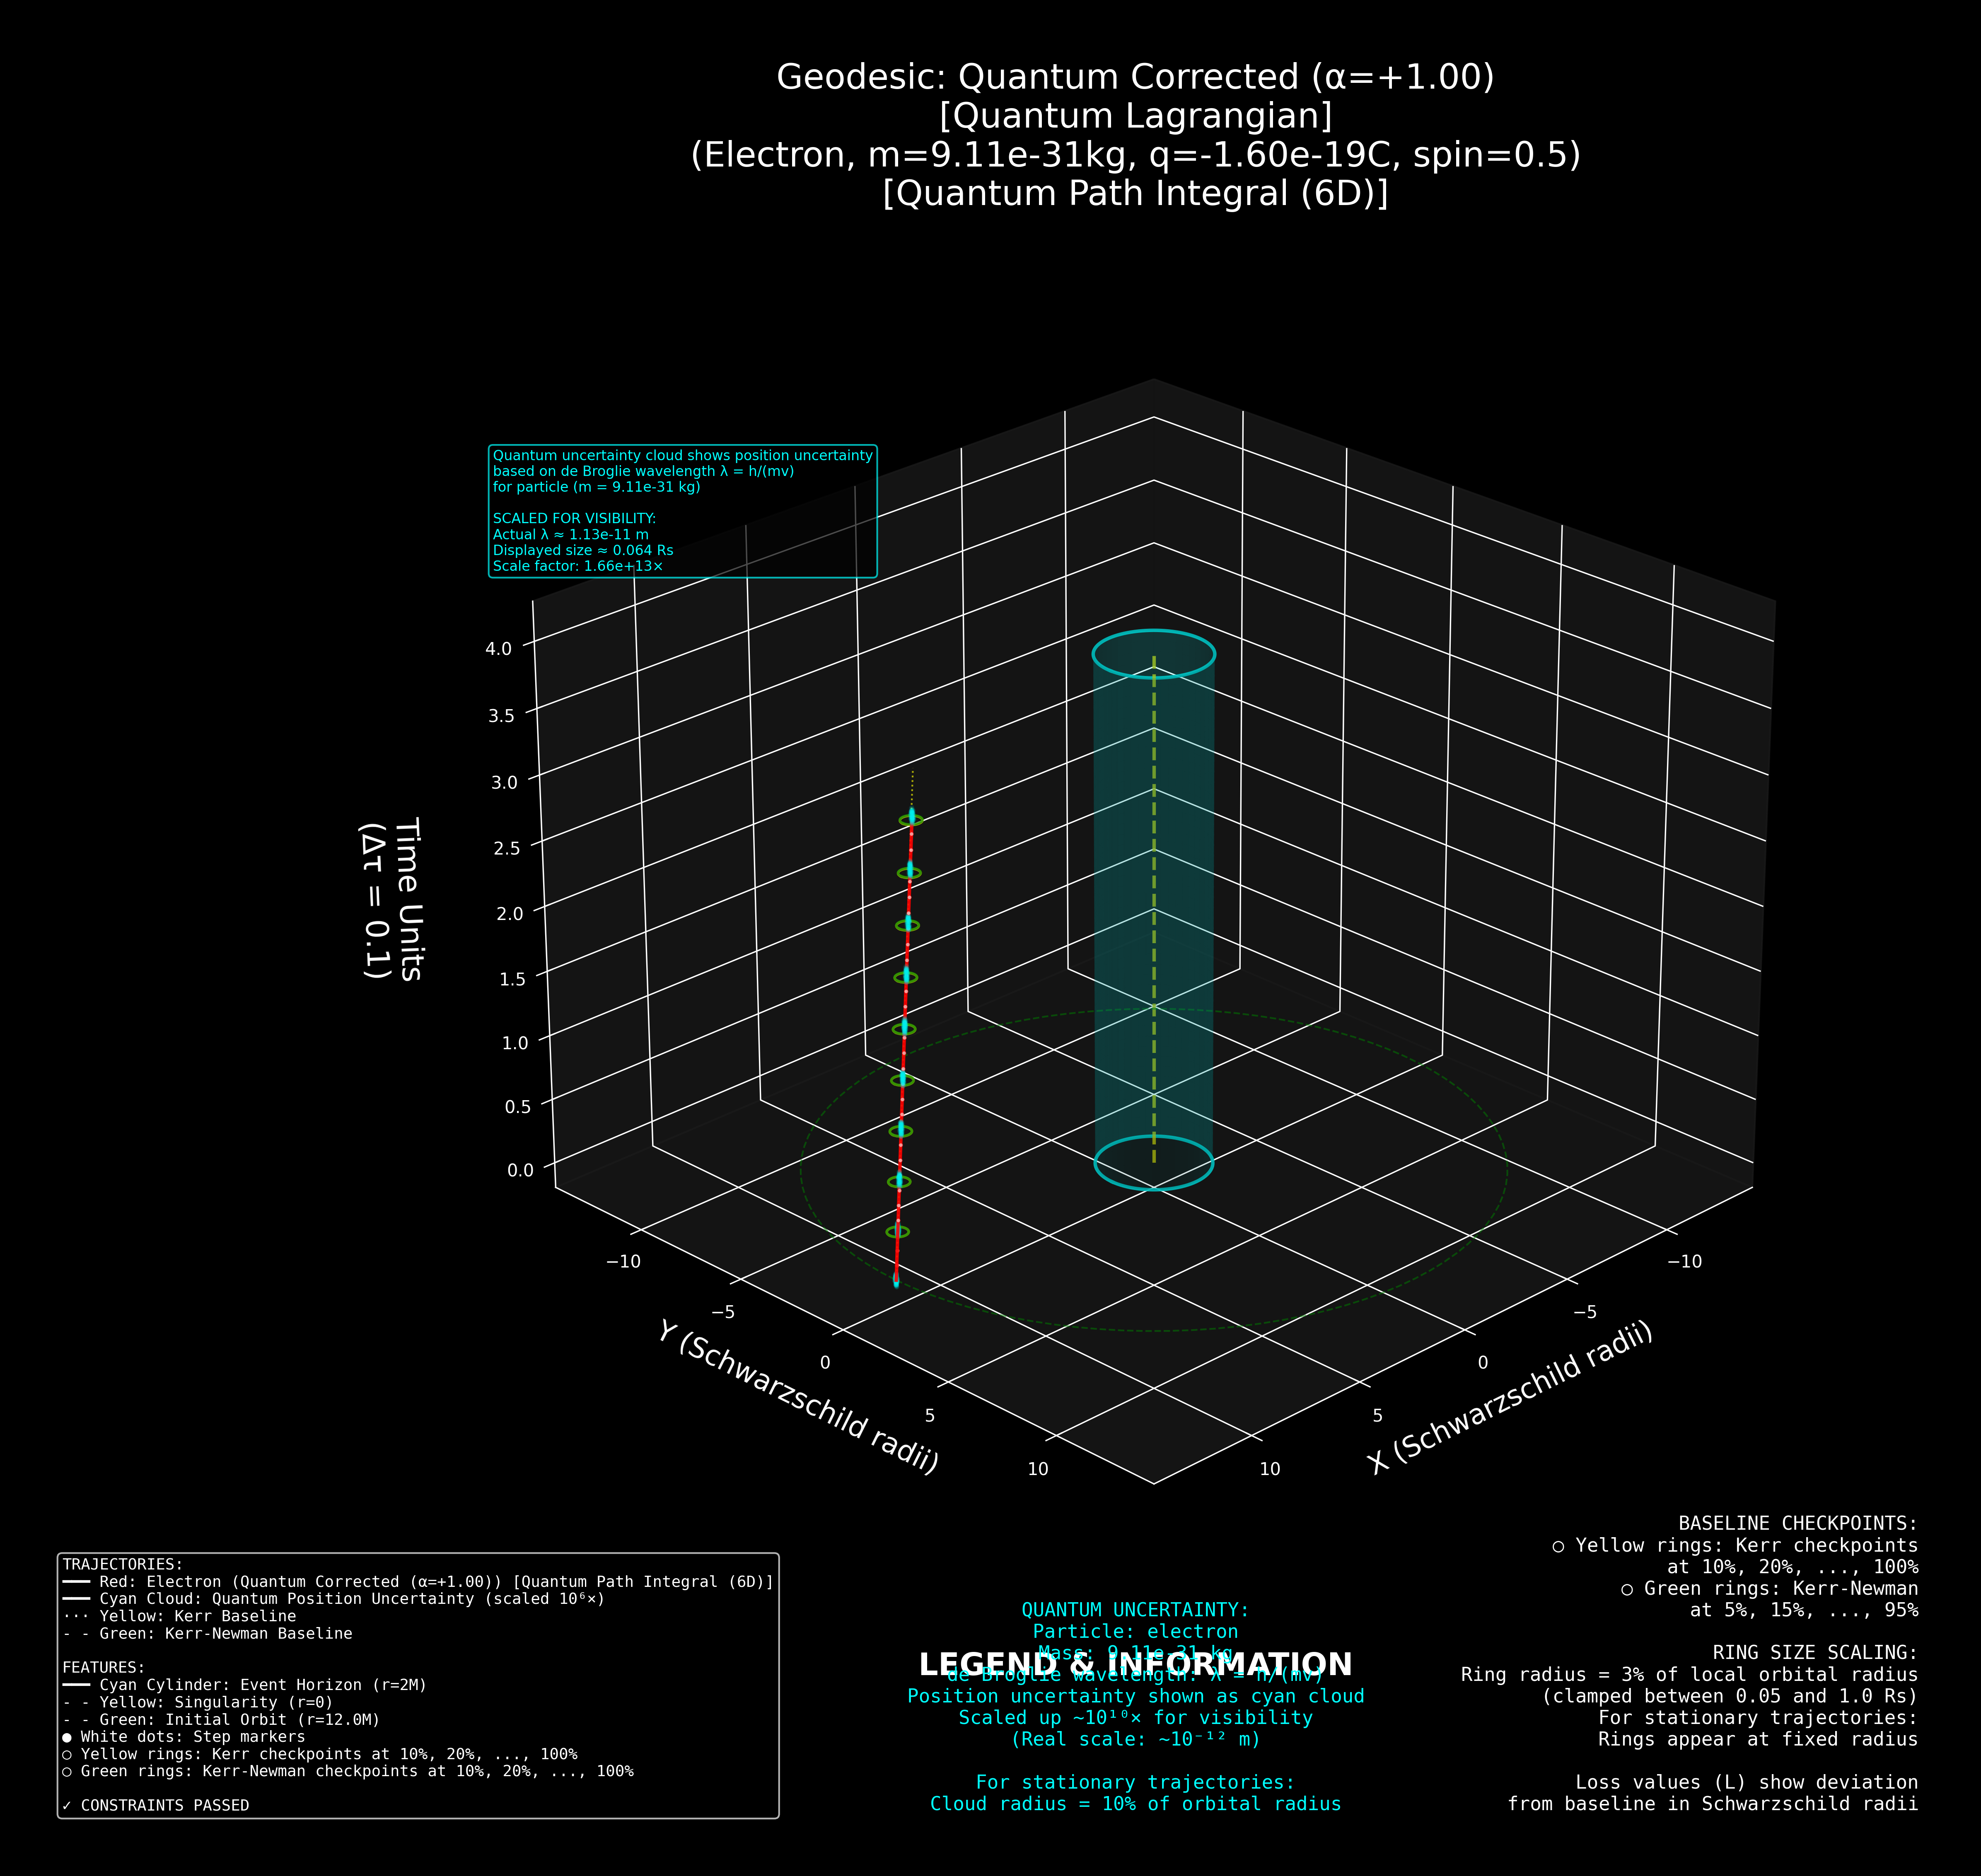 Geodesic: Quantum Corrected (α=+1.00)
[Quantum Lagrangian]
(Electron, m=9.11e-31kg, q=-1.60e-19C, spin=0.5)
[Quantum Path Integral (6D)]
Quantum uncertainty cloud shows position uncertainty
based on de Broglie wavelength λ = h/(mv)
for particle (m = 9.11e-31 kg)
SCALED FOR VISIBILITY:
Actual λ ≈ 1.13e-11 m
Displayed size ≈ 0.064 Rs
Scale factor: 1.66e+13×
4.0
3.5
3.0
2.5
2.0
1.5
1.0
0.5
0.0
Time Units
(Δτ = 0.1)
−10
−5
0
5
10
Y (Schwarzschild radii)
−10
−5
0
5
10
X (Schwarzschild radii)
TRAJECTORIES:
━━━ Red: Electron (Quantum Corrected (α=+1.00)) [Quantum Path Integral (6D)]
━━━ Cyan Cloud: Quantum Position Uncertainty (scaled 10⁶×)
··· Yellow: Kerr Baseline
- - Green: Kerr-Newman Baseline
FEATURES:
━━━ Cyan Cylinder: Event Horizon (r=2M)
- - Yellow: Singularity (r=0)
- - Green: Initial Orbit (r=12.0M)
● White dots: Step markers
○ Yellow rings: Kerr checkpoints at 10%, 20%, ..., 100%
○ Green rings: Kerr-Newman checkpoints at 10%, 20%, ..., 100%
✓ CONSTRAINTS PASSED
QUANTUM UNCERTAINTY:
Particle: electron
Mass: 9.11e-31 kg
LEGEND & INFORMATION
de Broglie wavelength: λ = h/(mv)
Position uncertainty shown as cyan cloud
Scaled up ~10¹⁰× for visibility
(Real scale: ~10⁻¹² m)
For stationary trajectories:
Cloud radius = 10% of orbital radius
BASELINE CHECKPOINTS:
○ Yellow rings: Kerr checkpoints
at 10%, 20%, ..., 100%
○ Green rings: Kerr-Newman
at 5%, 15%, ..., 95%
RING SIZE SCALING:
Ring radius = 3% of local orbital radius
(clamped between 0.05 and 1.0 Rs)
For stationary trajectories:
Rings appear at fixed radius
Loss values (L) show deviation
from baseline in Schwarzschild radii